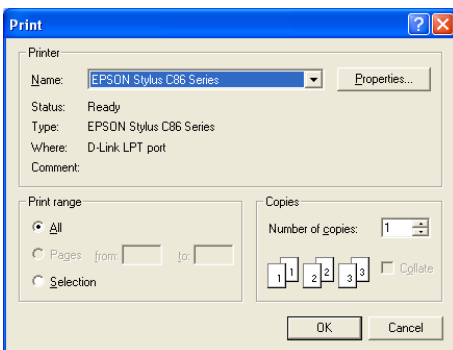 Print
Printer
Name: EPSON Stylus C86 Series Properties...
Status: Ready
Type: EPSON Stylus C86 Series
Where: D-Link LPT port
Comment:
Print range
All
Pages from: to:
Selection
Copies
Number of copies: 1
1 1 2 2 3 3 Collate
OK Cancel